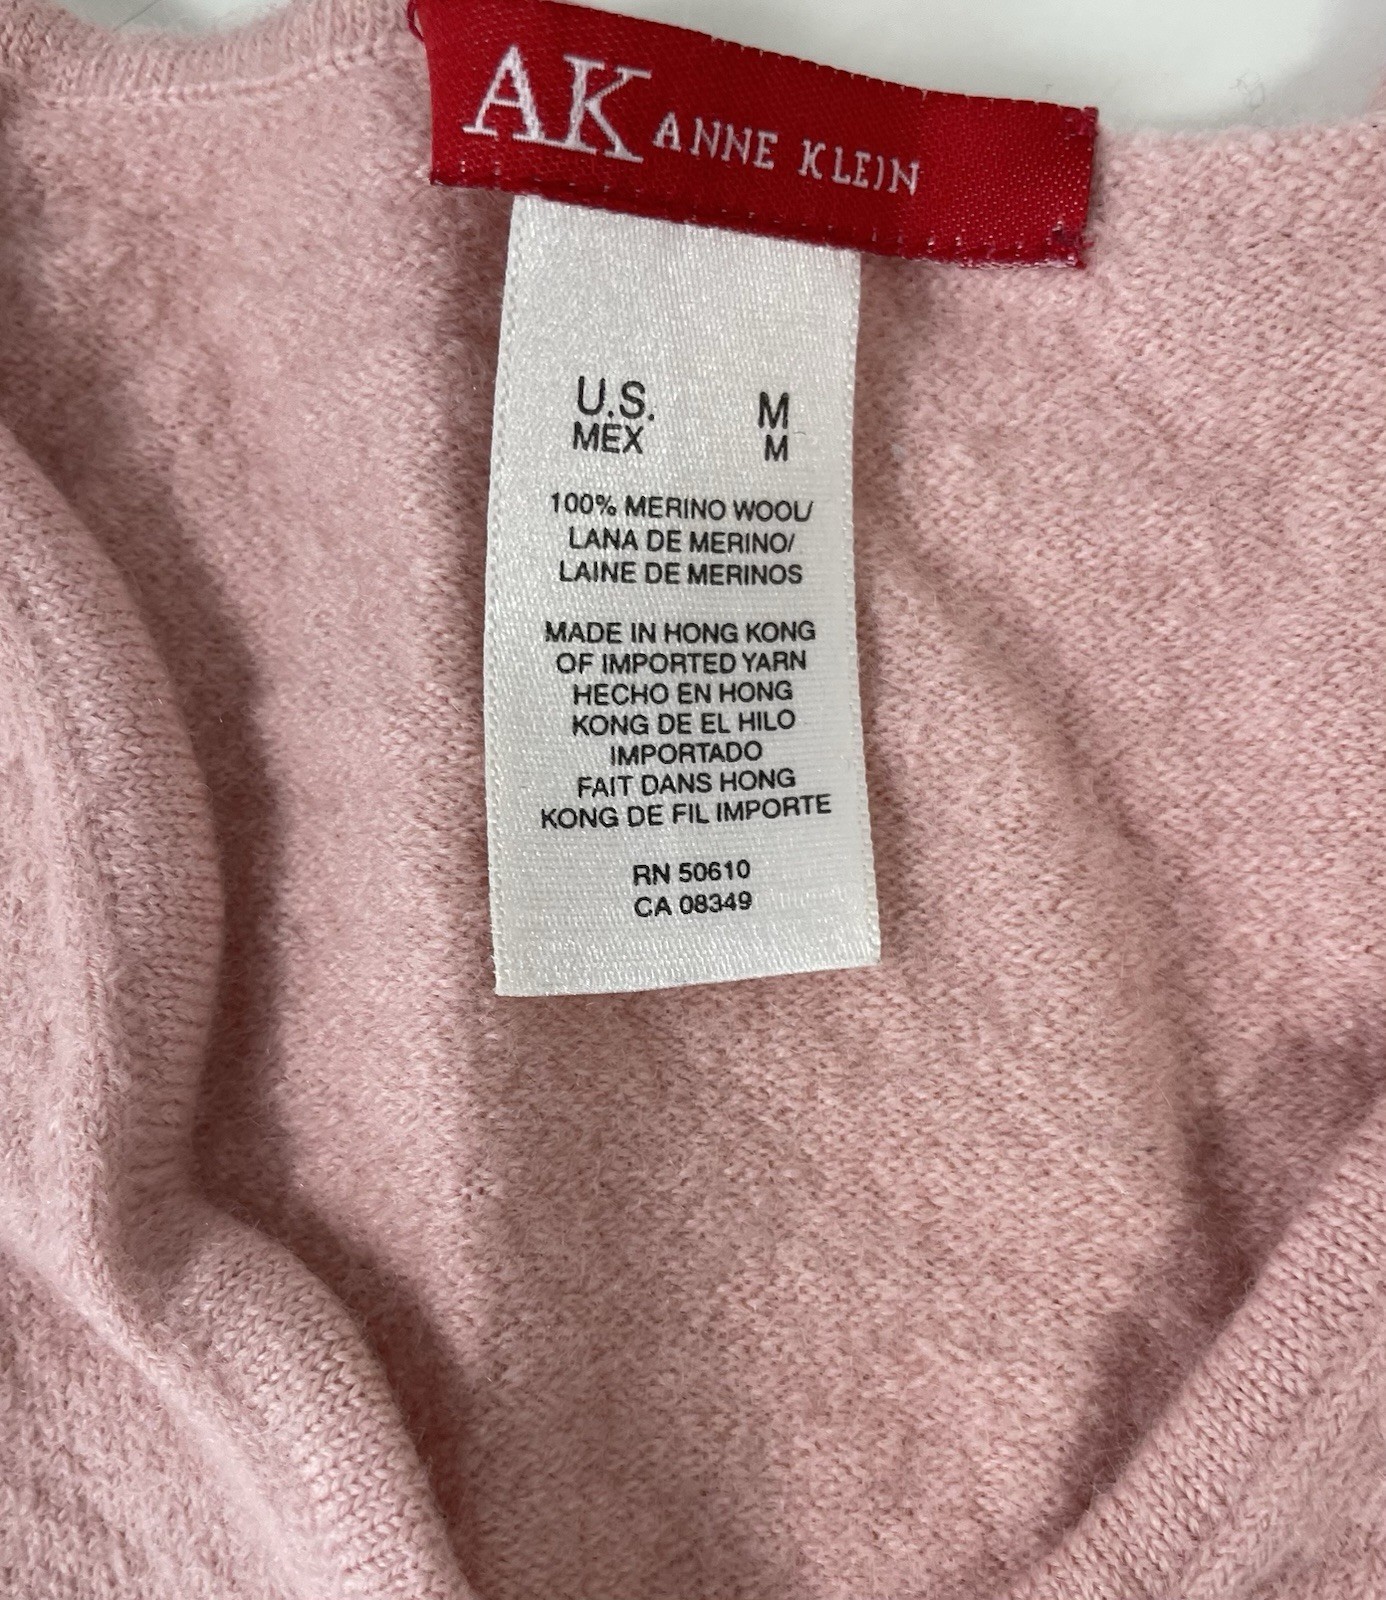 AK ANNE KLEIN
U.S. M
MEX M
100% MERINO WOOL/
LANA DE MERINO/
LAINE DE MERINOS
MADE IN HONG KONG
OF IMPORTED YARN
HECHO EN HONG
KONG DE EL HILO
IMPORTADO
FAIT DANS HONG
KONG DE FIL IMPORTE
RN 50610
CA 08349